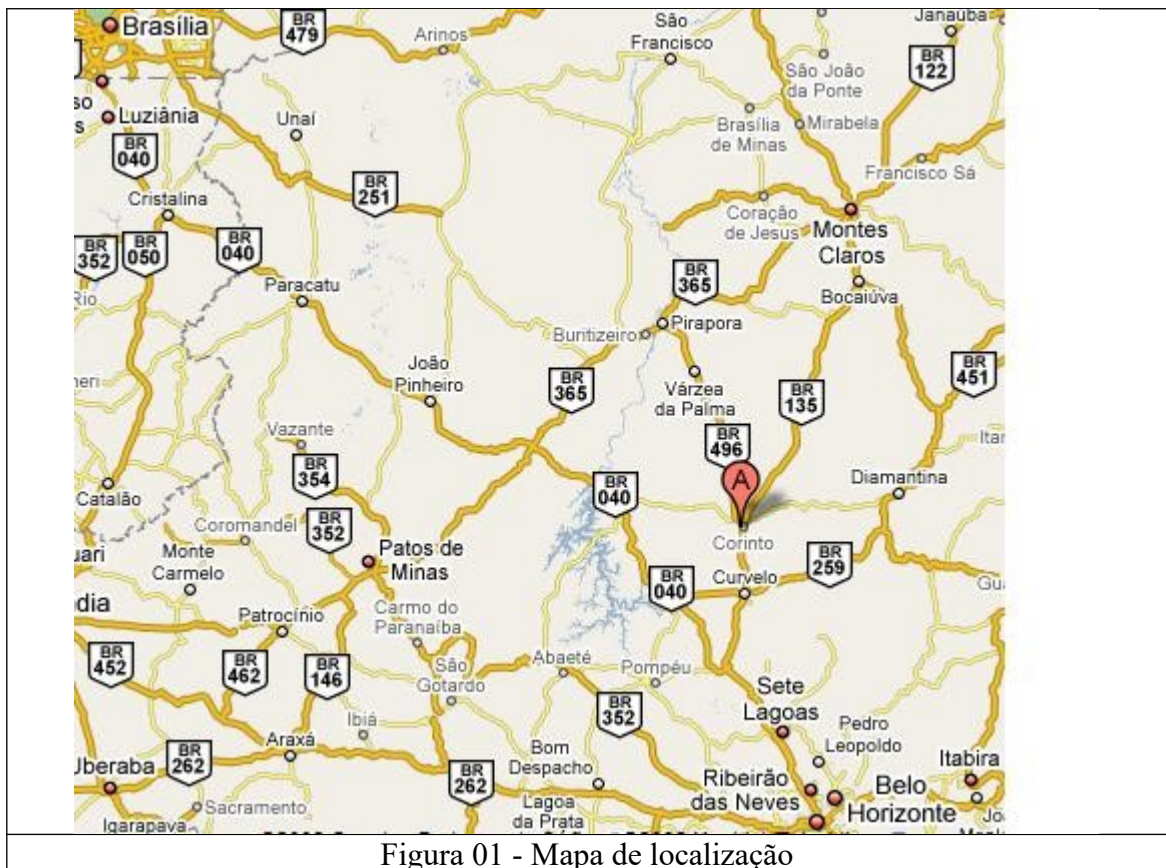 Brasília
BR
479
Arinos
São
Francisco
Janaúba
BR
122
São João
da Ponte
Luziânia
Unaí
Brasília
de Minas
Mirabela
BR
040
BR
251
Francisco Sá
Cristalina
Coração
de Jesus
Montes
Claros
BR
352
BR
050
BR
040
BR
365
Bocaiúva
Paracatu
Buritizeiro
Pirapora
João
Pinheiro
BR
365
Várzea
da Palma
BR
135
BR
451
Vazante
BR
496
A
BR
354
BR
040
Diamantina
Catalão
Coromandel
BR
352
Corinto
Monte
Carmelo
Patos de
Minas
BR
259
BR
040
Curvelo
Patrocínio
Carmo do
Paranaíba
BR
452
BR
462
BR
146
São
Gotardo
Abaeté
Pompéu
Sete
Lagoas
BR
352
Ibiá
Pedro
Leopoldo
Araxá
Bom
Despacho
Itabira
Uberaba
BR
262
BR
262
Ribeirão
das Neves
Belo
Horizonte
Sacramento
Lagoa
da Prata
Igarapava
Figura 01 - Mapa de localização